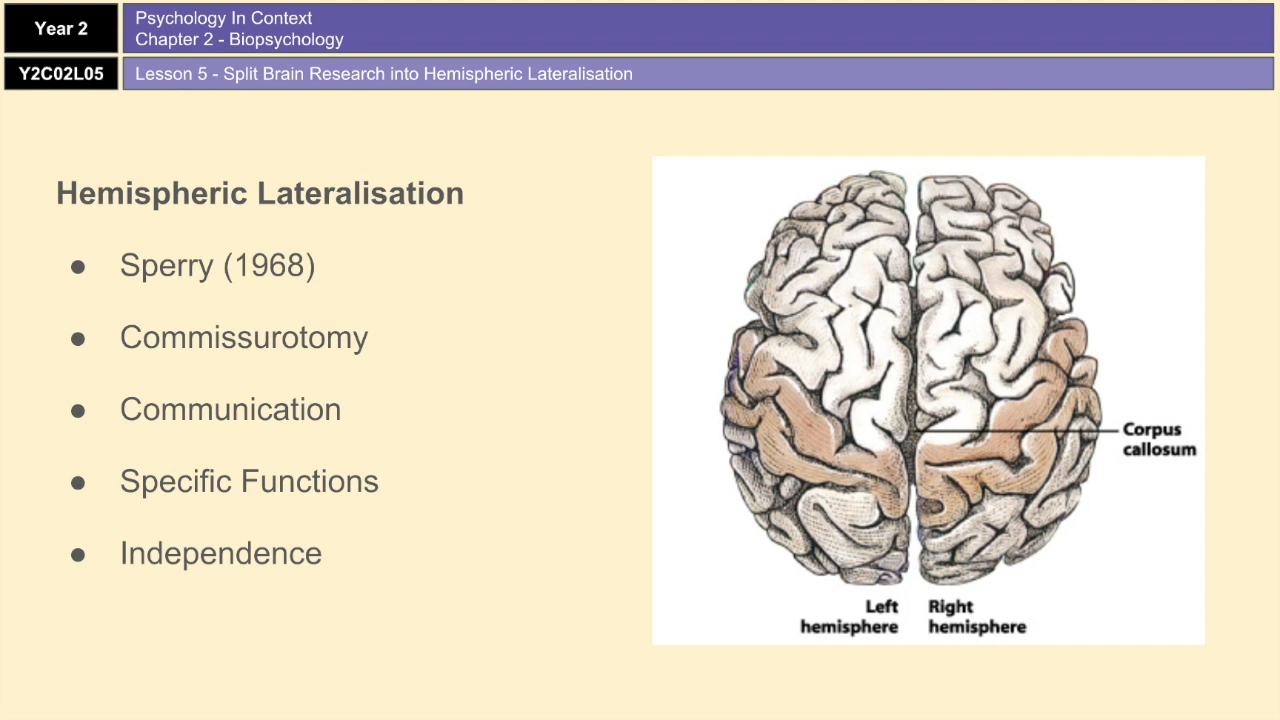 Year 2
Psychology In Context
Chapter 2 - Biopsychology
Y2C02L05
Lesson 5 - Split Brain Research into Hemispheric Lateralisation
Hemispheric Lateralisation
● Sperry (1968)
● Commissurotomy
● Communication
● Specific Functions
● Independence
Corpus
callosum
Left
hemisphere
Right
hemisphere